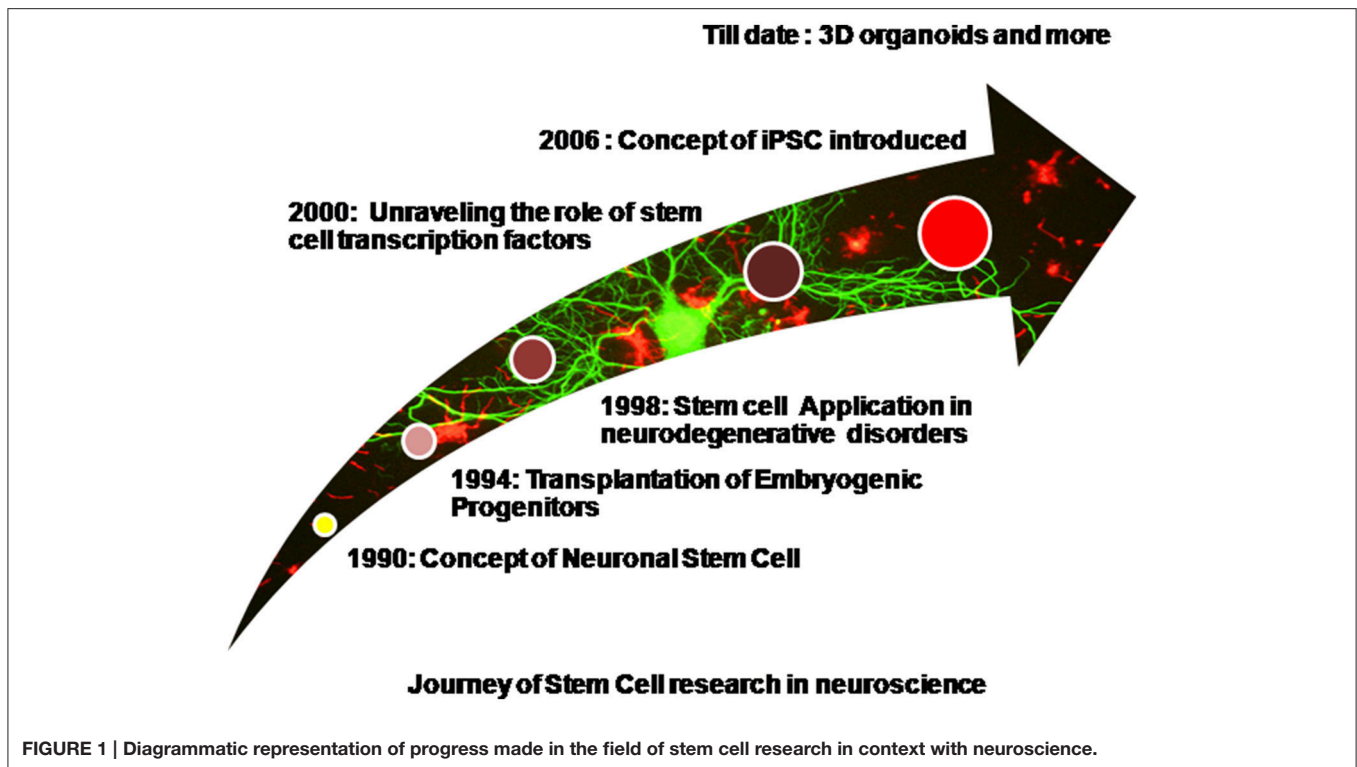 Till date : 3D organoids and more
2006 : Concept of iPSC introduced
2000: Unraveling the role of stem
cell transcription factors
1998: Stem cell Application in
neurodegenerative disorders
1994: Transplantation of Embryogenic
Progenitors
1990: Concept of Neuronal Stem Cell
Journey of Stem Cell research in neuroscience
FIGURE 1 | Diagrammatic representation of progress made in the field of stem cell research in context with neuroscience.